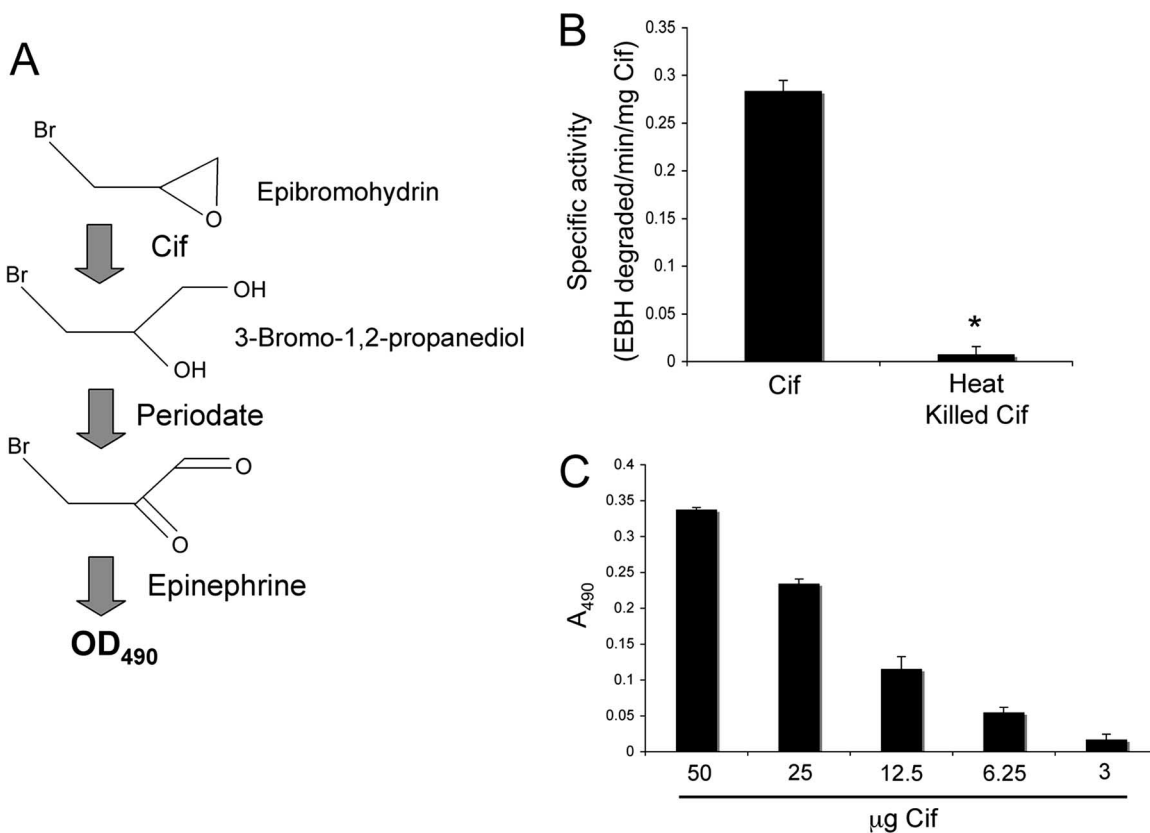 A
Br
O
Epibromohydrin
Cif
Br
OH
3-Bromo-1,2-propanediol
OH
Periodate
Br
O
O
Epinephrine
OD490
B
Specific activity
(EBH degraded/min/mg Cif)
0.35
0.3
0.25
0.2
0.15
0.1
0.05
0
*
Cif
Heat
Killed Cif
C
A490
0.4
0.35
0.3
0.25
0.2
0.15
0.1
0.05
0
50 25 12.5 6.25 3
μg Cif